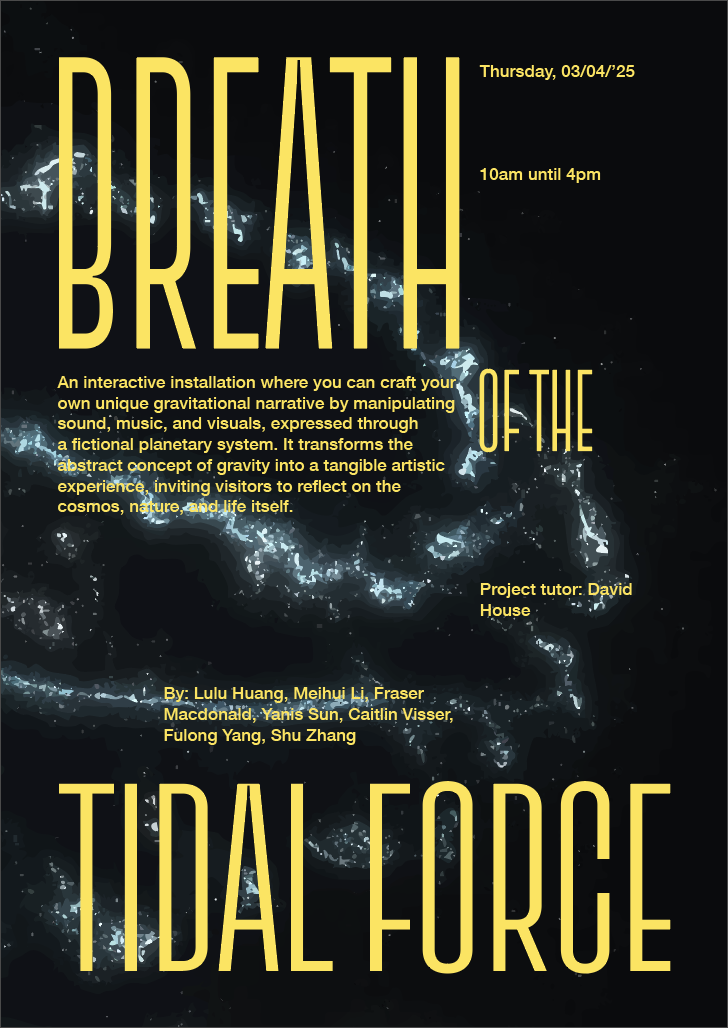 BREATH
Thursday, 03/04/’25
10am until 4pm
An interactive installation where you can craft your
own unique gravitational narrative by manipulating
sound, music, and visuals, expressed through
a fictional planetary system. It transforms the
abstract concept of gravity into a tangible artistic
experience, inviting visitors to reflect on the
cosmos, nature, and life itself.
OF THE
Project tutor: David
House
By: Lulu Huang, Meihui Li, Fraser
Macdonald, Yanis Sun, Caitlin Visser,
Fulong Yang, Shu Zhang
TIDAL FORCE